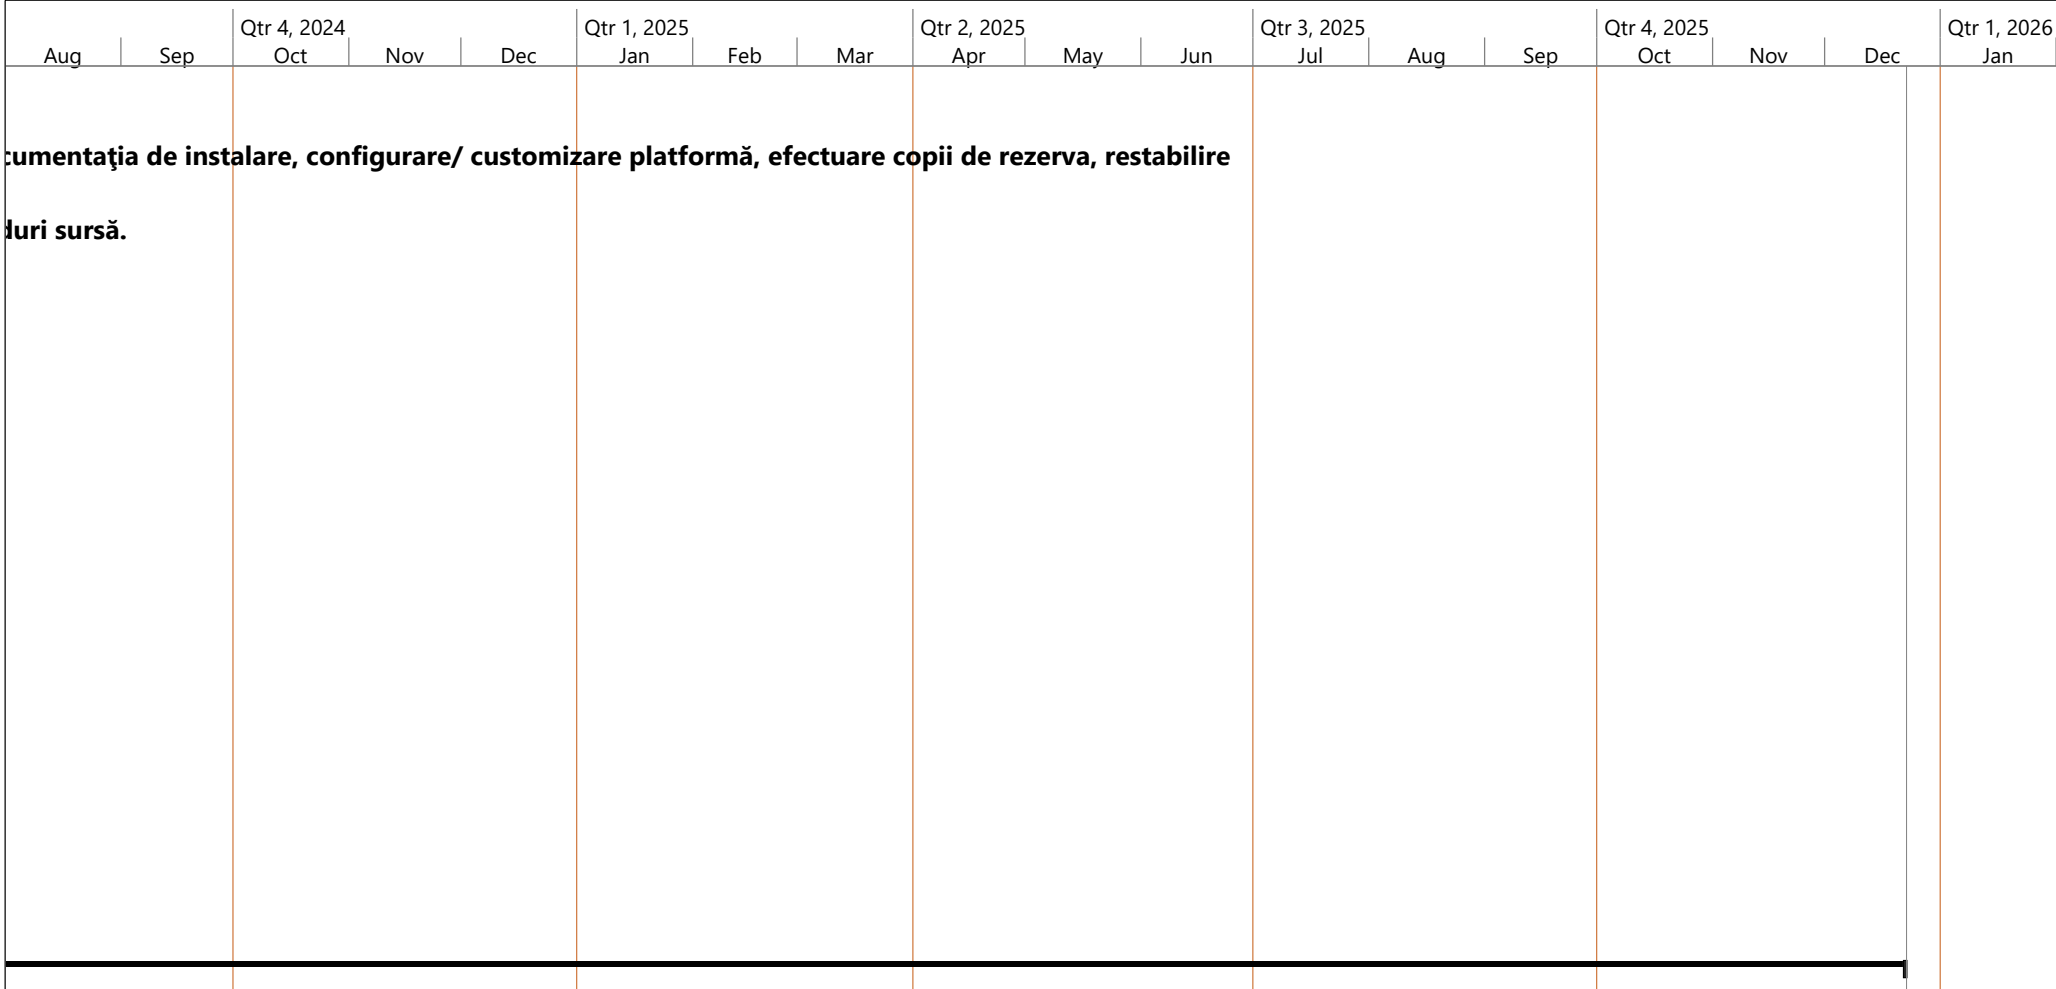 Qtr 4, 2024 Qtr 1, 2025 Qtr 2, 2025 Qtr 3, 2025 Qtr 4, 2025 Qtr 1, 2026
Aug Sep Oct Nov Dec Jan Feb Mar Apr May Jun Jul Aug Sep Oct Nov Dec Jan
cumentaţia de instalare, configurare/ customizare platformă, efectuare copii de rezerva, restabilire
duri sursă.